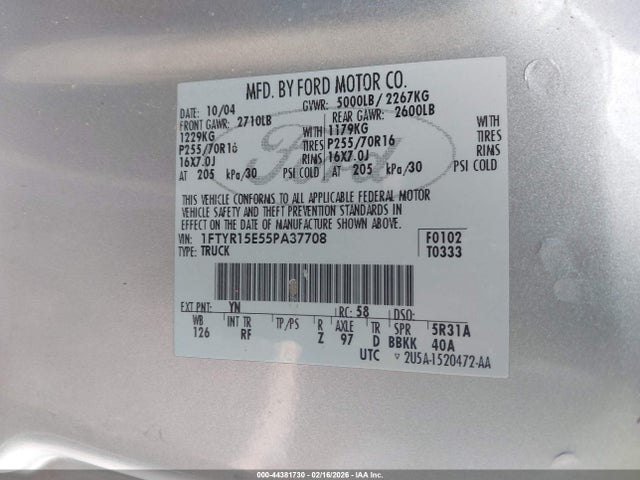 MFD. BY FORD MOTOR CO.
DATE: 10/04 GVWR: 5000LB/ 2267KG
FRONT GAWR: 2710LB REAR GAWR: 2600LB
1229KG WITH 1179KG WITH
P255/70R16 TIRES P255/70R16 TIRES
16X7.0J RIMS 16X7.0J RIMS
AT 205 kPa/30 PSI COLD AT 205 kPa/30 PSI COLD
Ford
THIS VEHICLE CONFORMS TO ALL APPLICABLE FEDERAL MOTOR
VEHICLE SAFETY AND THEFT PREVENTION STANDARDS IN
EFFECT ON THE DATE OF MANUFACTURE SHOWN ABOVE.
VIN: 1FTYR15E55PA37708 F0102
TYPE: TRUCK T0333
EXT PNT: YN RC: 58 DSO:
WB INT TR TP/PS R AXLE TR SPR 5R31A
126 RF Z 97 D BBKK 40A
UTC ▽ 2U5A-1520472-AA
000-44381730 - 02/16/2026 - IAA Inc.